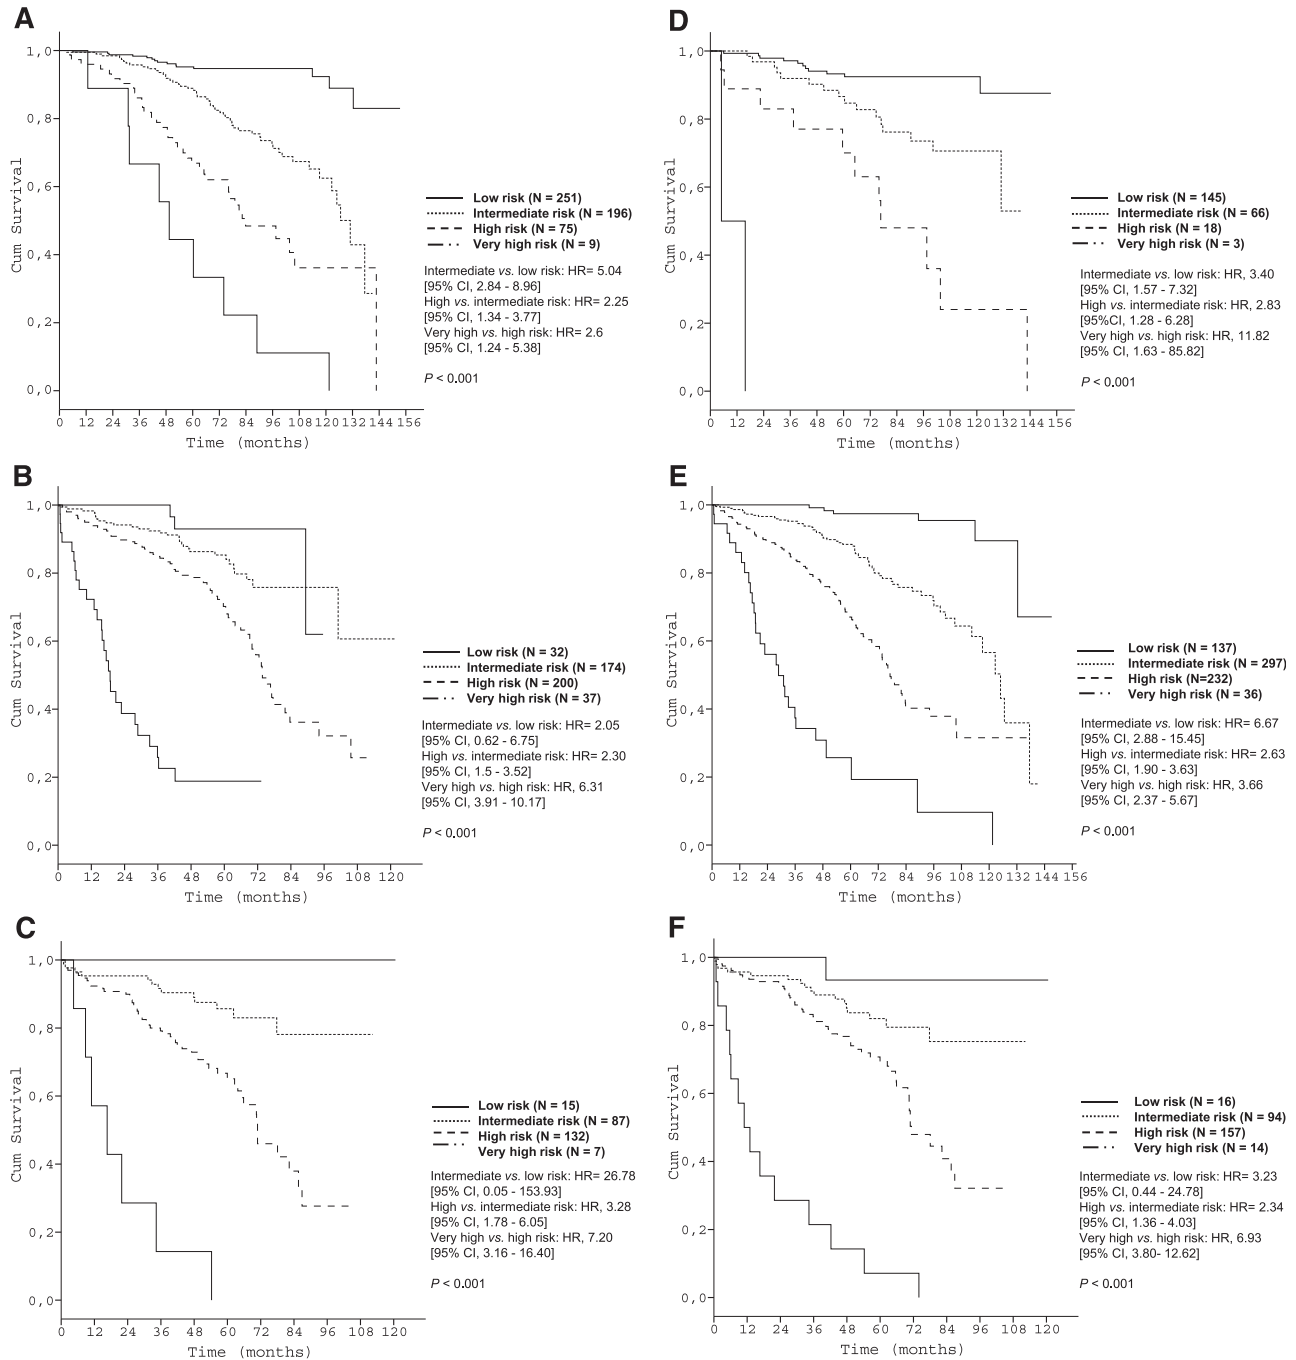 A
1,0
0,8
0,6
0,4
0,2
0,0
Cum Survival
0 12 24 36 48 60 72 84 96 108 120 132 144 156
Time (months)
Low risk (N = 251)
Intermediate risk (N = 196)
High risk (N = 75)
Very high risk (N = 9)
Intermediate vs. low risk: HR= 5.04
[95% CI, 2.84 - 8.96]
High vs. intermediate risk: HR= 2.25
[95% CI, 1.34 - 3.77]
Very high vs. high risk: HR= 2.6
[95% CI, 1.24 - 5.38]
P < 0.001
D
1,0
0,8
0,6
0,4
0,2
0,0
Cum Survival
0 12 24 36 48 60 72 84 96 108 120 132 144 156
Time (months)
Low risk (N = 145)
Intermediate risk (N = 66)
High risk (N = 18)
Very high risk (N = 3)
Intermediate vs. low risk: HR, 3.40
[95% CI, 1.57 - 7.32]
High vs. intermediate risk: HR, 2.83
[95%CI, 1.28 - 6.28]
Very high vs. high risk: HR, 11.82
[95% CI, 1.63 - 85.82]
P < 0.001
B
1,0
0,8
0,6
0,4
0,2
0,0
Cum Survival
0 12 24 36 48 60 72 84 96 108 120
Time (months)
Low risk (N = 32)
Intermediate risk (N = 174)
High risk (N = 200)
Very high risk (N = 37)
Intermediate vs. low risk: HR= 2.05
[95% CI, 0.62 - 6.75]
High vs. intermediate risk: HR= 2.30
[95% CI, 1.5 - 3.52]
Very high vs. high risk: HR, 6.31
[95% CI, 3.91 - 10.17]
P < 0.001
E
1,0
0,8
0,6
0,4
0,2
0,0
Cum Survival
0 12 24 36 48 60 72 84 96 108 120 132 144 156
Time (months)
Low risk (N = 137)
Intermediate risk (N = 297)
High risk (N=232)
Very high risk (N = 36)
Intermediate vs. low risk: HR= 6.67
[95% CI, 2.88 - 15.45]
High vs. intermediate risk: HR= 2.63
[95% CI, 1.90 - 3.63]
Very high vs. high risk: HR, 3.66
[95% CI, 2.37 - 5.67]
P < 0.001
C
1,0
0,8
0,6
0,4
0,2
0,0
Cum Survival
0 12 24 36 48 60 72 84 96 108 120
Time (months)
Low risk (N = 15)
Intermediate risk (N = 87)
High risk (N = 132)
Very high risk (N = 7)
Intermediate vs. low risk: HR= 26.78
[95% CI, 0.05 - 153.93]
High vs. intermediate risk: HR, 3.28
[95% CI, 1.78 - 6.05]
Very high vs. high risk: HR, 7.20
[95% CI, 3.16 - 16.40]
P < 0.001
F
1,0
0,8
0,6
0,4
0,2
0,0
Cum Survival
0 12 24 36 48 60 72 84 96 108 120
Time (months)
Low risk (N = 16)
Intermediate risk (N = 94)
High risk (N = 157)
Very high risk (N = 14)
Intermediate vs. low risk: HR= 3.23
[95% CI, 0.44 - 24.78]
High vs. intermediate risk: HR= 2.34
[95% CI, 1.36 - 4.03]
Very high vs. high risk: HR, 6.93
[95% CI, 3.80- 12.62]
P < 0.001